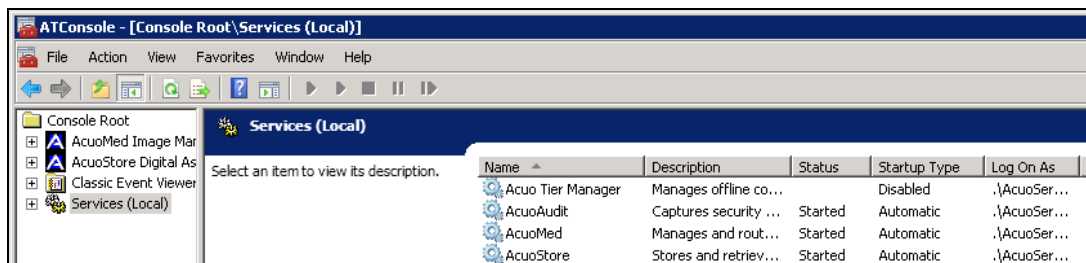 ATConsole - [Console Root\Services (Local)]
File Action View Favorites Window Help
Console Root
AcuoMed Image Mar
AcuoStore Digital As
Classic Event Viewer
Services (Local)
Services (Local)
Select an item to view its description.
Name Description Status Startup Type Log On As
Acuo Tier Manager Manages offline co... Disabled .\AcuoSer...
AcuoAudit Captures security ... Started Automatic .\AcuoSer...
AcuoMed Manages and rout... Started Automatic .\AcuoSer...
AcuoStore Stores and retriev... Started Automatic .\AcuoSer...